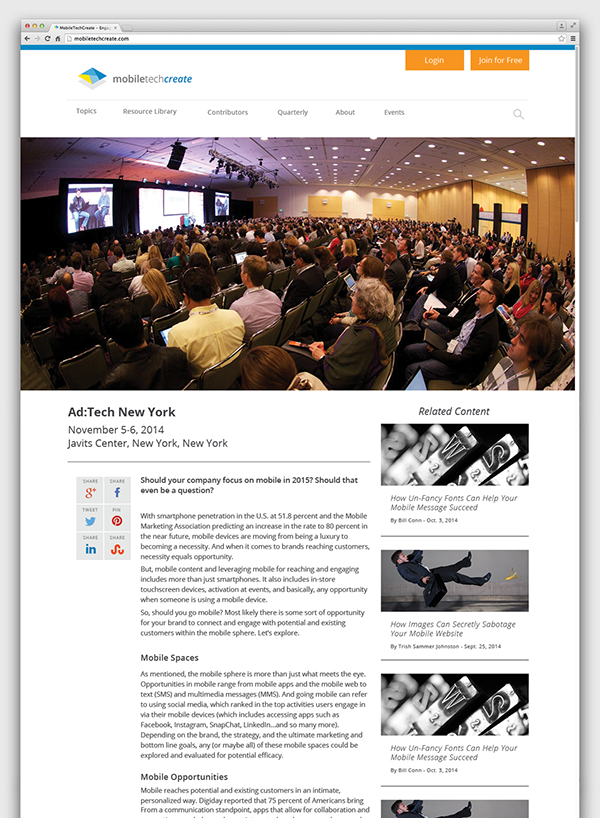 MobileTechCreate – Engag
mobiletechcreate.com
Login
Join for Free
mobiletechcreate
Topics
Resource Library
Contributors
Quarterly
About
Events
Ad:Tech New York
November 5-6, 2014
Javits Center, New York, New York
SHARE
SHARE
g+
f
TWEET
PIN
SHARE
SHARE
in
Should your company focus on mobile in 2015? Should that
even be a question?
With smartphone penetration in the U.S. at 51.8 percent and the Mobile
Marketing Association predicting an increase in the rate to 80 percent in
the near future, mobile devices are moving from being a luxury to
becoming a necessity. And when it comes to brands reaching customers,
necessity equals opportunity.
But, mobile content and leveraging mobile for reaching and engaging
includes more than just smartphones. It also includes in-store
touchscreen devices, activation at events, and basically, any opportunity
when someone is using a mobile device.
So, should you go mobile? Most likely there is some sort of opportunity
for your brand to connect and engage with potential and existing
customers within the mobile sphere. Let's explore.
Mobile Spaces
As mentioned, the mobile sphere is more than just what meets the eye.
Opportunities in mobile range from mobile apps and the mobile web to
text (SMS) and multimedia messages (MMS). And going mobile can refer
to using social media, which ranked in the top activities users engage in
via their mobile devices (which includes accessing apps such as
Facebook, Instagram, SnapChat, LinkedIn...and so many more).
Depending on the brand, the strategy, and the ultimate marketing and
bottom line goals, any (or maybe all) of these mobile spaces could be
explored and evaluated for potential efficacy.
Mobile Opportunities
Mobile reaches potential and existing customers in an intimate,
personalized way. Digiday reported that 75 percent of Americans bring
From a communication standpoint, apps that allow for collaboration and
Related Content
W
S
How Un-Fancy Fonts Can Help Your
Mobile Message Succeed
By Bill Conn - Oct. 3, 2014
How Images Can Secretly Sabotage
Your Mobile Website
By Trish Sammer Johnston - Sept. 25, 2014
W
S
How Un-Fancy Fonts Can Help Your
Mobile Message Succeed
By Bill Conn - Oct. 3, 2014